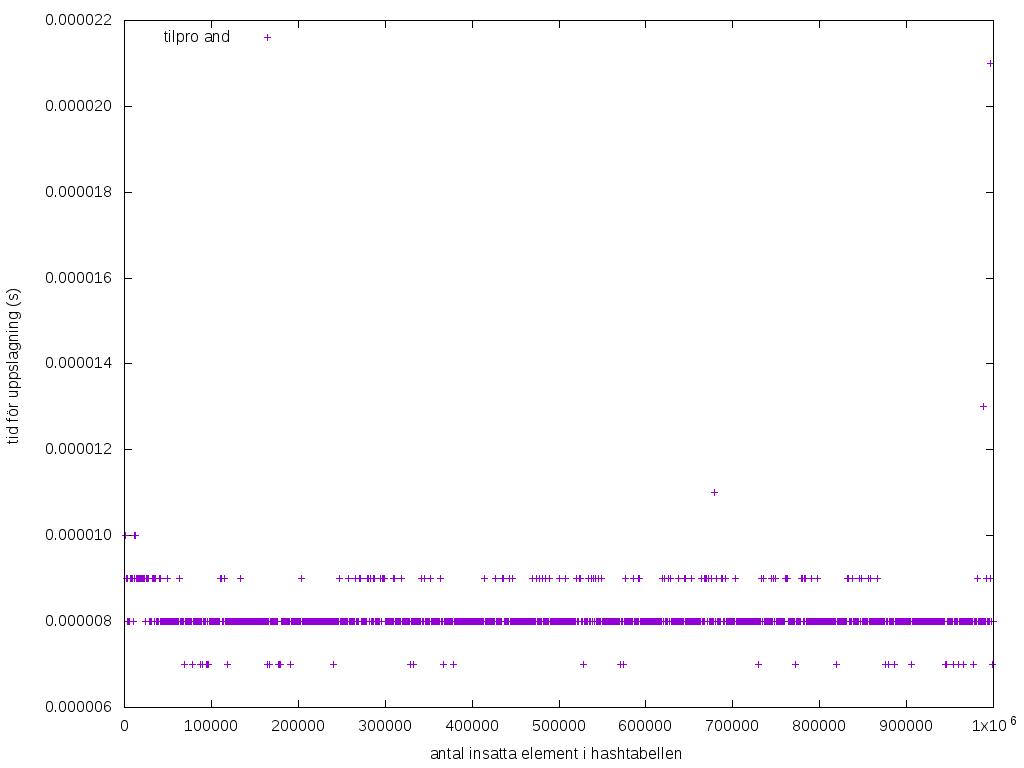 0.000022
tilpro and
0.000020
0.000018
0.000016
0.000014
0.000012
0.000010
0.000008
0.000006
tid för uppslagning (s)
0 100000 200000 300000 400000 500000 600000 700000 800000 900000 1x10 6
antal insatta element i hashtabellen